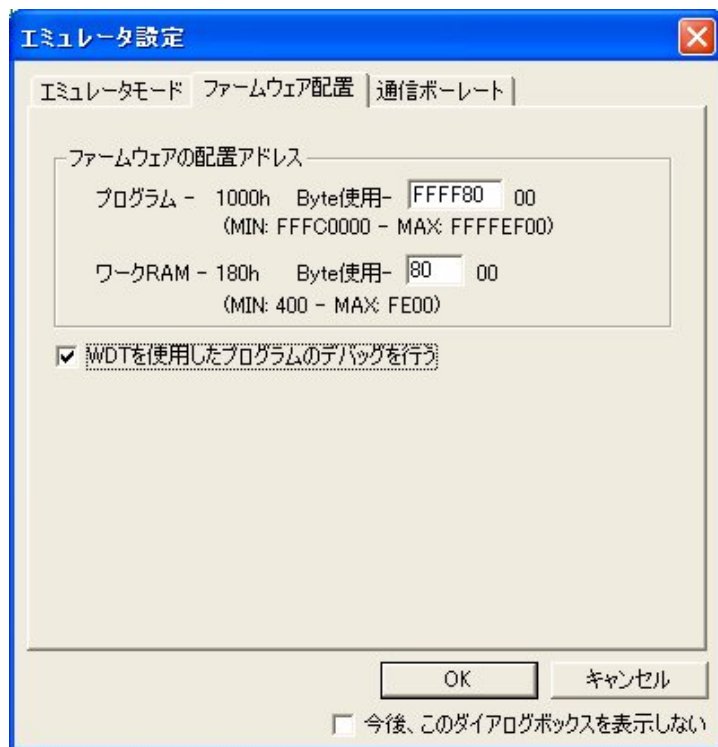 エミュレータ設定
エミュレータモード ファームウェア配置 通信ボーレート
ファームウェアの配置アドレス
プログラム - 1000h Byte使用- FFFF80 00
(MIN: FFFC0000 - MAX: FFFFEF00)
ワークRAM - 180h Byte使用- 80 00
(MIN: 400 - MAX: FE00)
WDTを使用したプログラムのデバッグを行う
OK キャンセル
今後、このダイアログボックスを表示しない